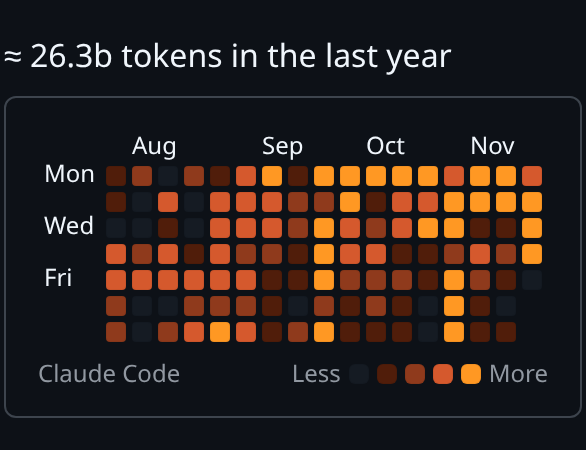 ≈ 26.3b tokens in the last year
Aug Sep Oct Nov
Mon
Wed
Fri
Claude Code Less More